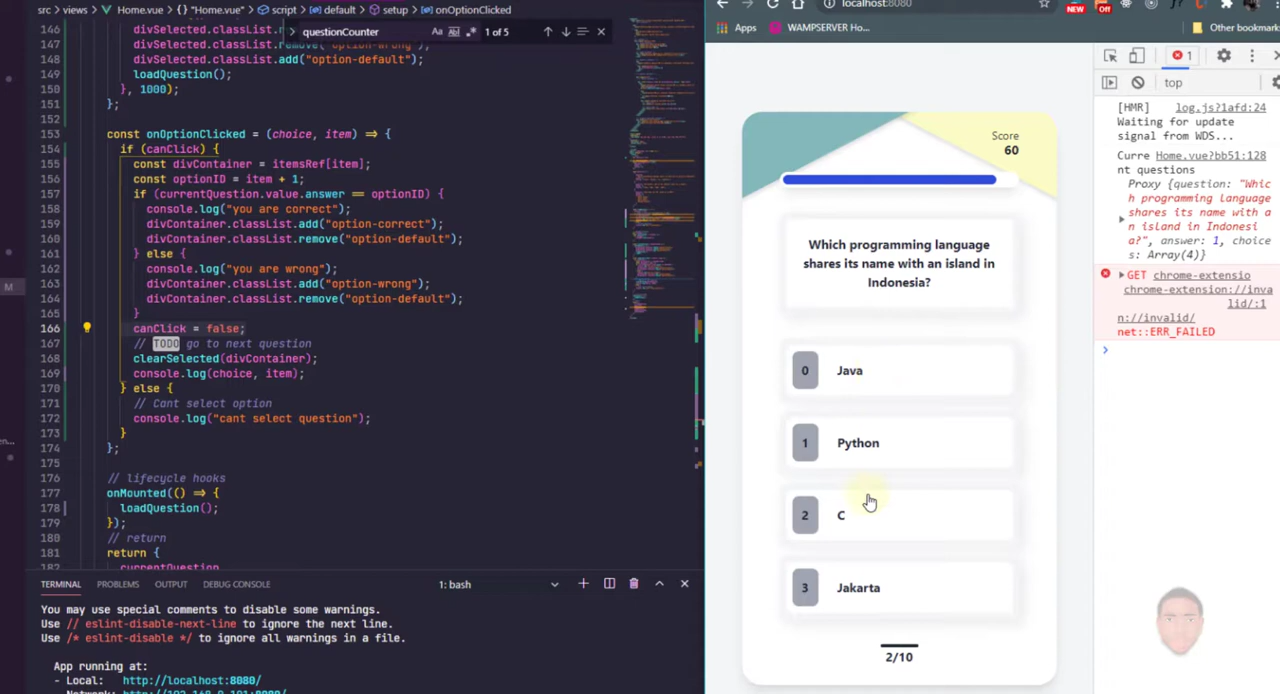 src > views > Home.vue > {} "Home.vue" > script > default > setup > onOptionClicked
questionCounter
Aa
ab
.*
1 of 5
146
147
148 divSelected.classList.add("option-default");
149 loadQuestion();
150 }, 1000);
151 };
152
153 const onOptionClicked = (choice, item) => {
154 if (canClick) {
155 const divContainer = itemsRef[item];
156 const optionID = item + 1;
157 if (currentQuestion.value.answer == optionID) {
158 console.log("you are correct");
159 divContainer.classList.add("option-correct");
160 divContainer.classList.remove("option-default");
161 } else {
162 console.log("you are wrong");
163 divContainer.classList.add("option-wrong");
164 divContainer.classList.remove("option-default");
165 }
166 canClick = false;
167 // TODO go to next question
168 clearSelected(divContainer);
169 console.log(choice, item);
170 } else {
171 // Cant select option
172 console.log("cant select question");
173 }
174 };
175
176 // lifecycle hooks
177 onMounted(() => {
178 loadQuestion();
179 });
180 // return
181 return {
M
TERMINAL PROBLEMS OUTPUT DEBUG CONSOLE
1: bash
You may use special comments to disable some warnings.
Use // eslint-disable-next-line to ignore the next line.
Use /* eslint-disable */ to ignore all warnings in a file.
App running at:
- Local: http://localhost:8080/
localhost:8080
NEW
Off
Apps
WAMPSERVER Ho...
Other bookmarks
Score
60
Which programming language
shares its name with an island in
Indonesia?
0 Java
1 Python
2 C
3 Jakarta
2/10
1
top
[HMR] log.js?1afd:24
Waiting for update
signal from WDS...
Curre Home.vue?bb51:128
nt questions
Proxy {question: "Whic
h programming language
shares its name with a
n island in Indonesi
a?", answer: 1, choice
s: Array(4)}
GET chrome-extensio
chrome-extension://inva
lid/:1
n://invalid/
net::ERR_FAILED